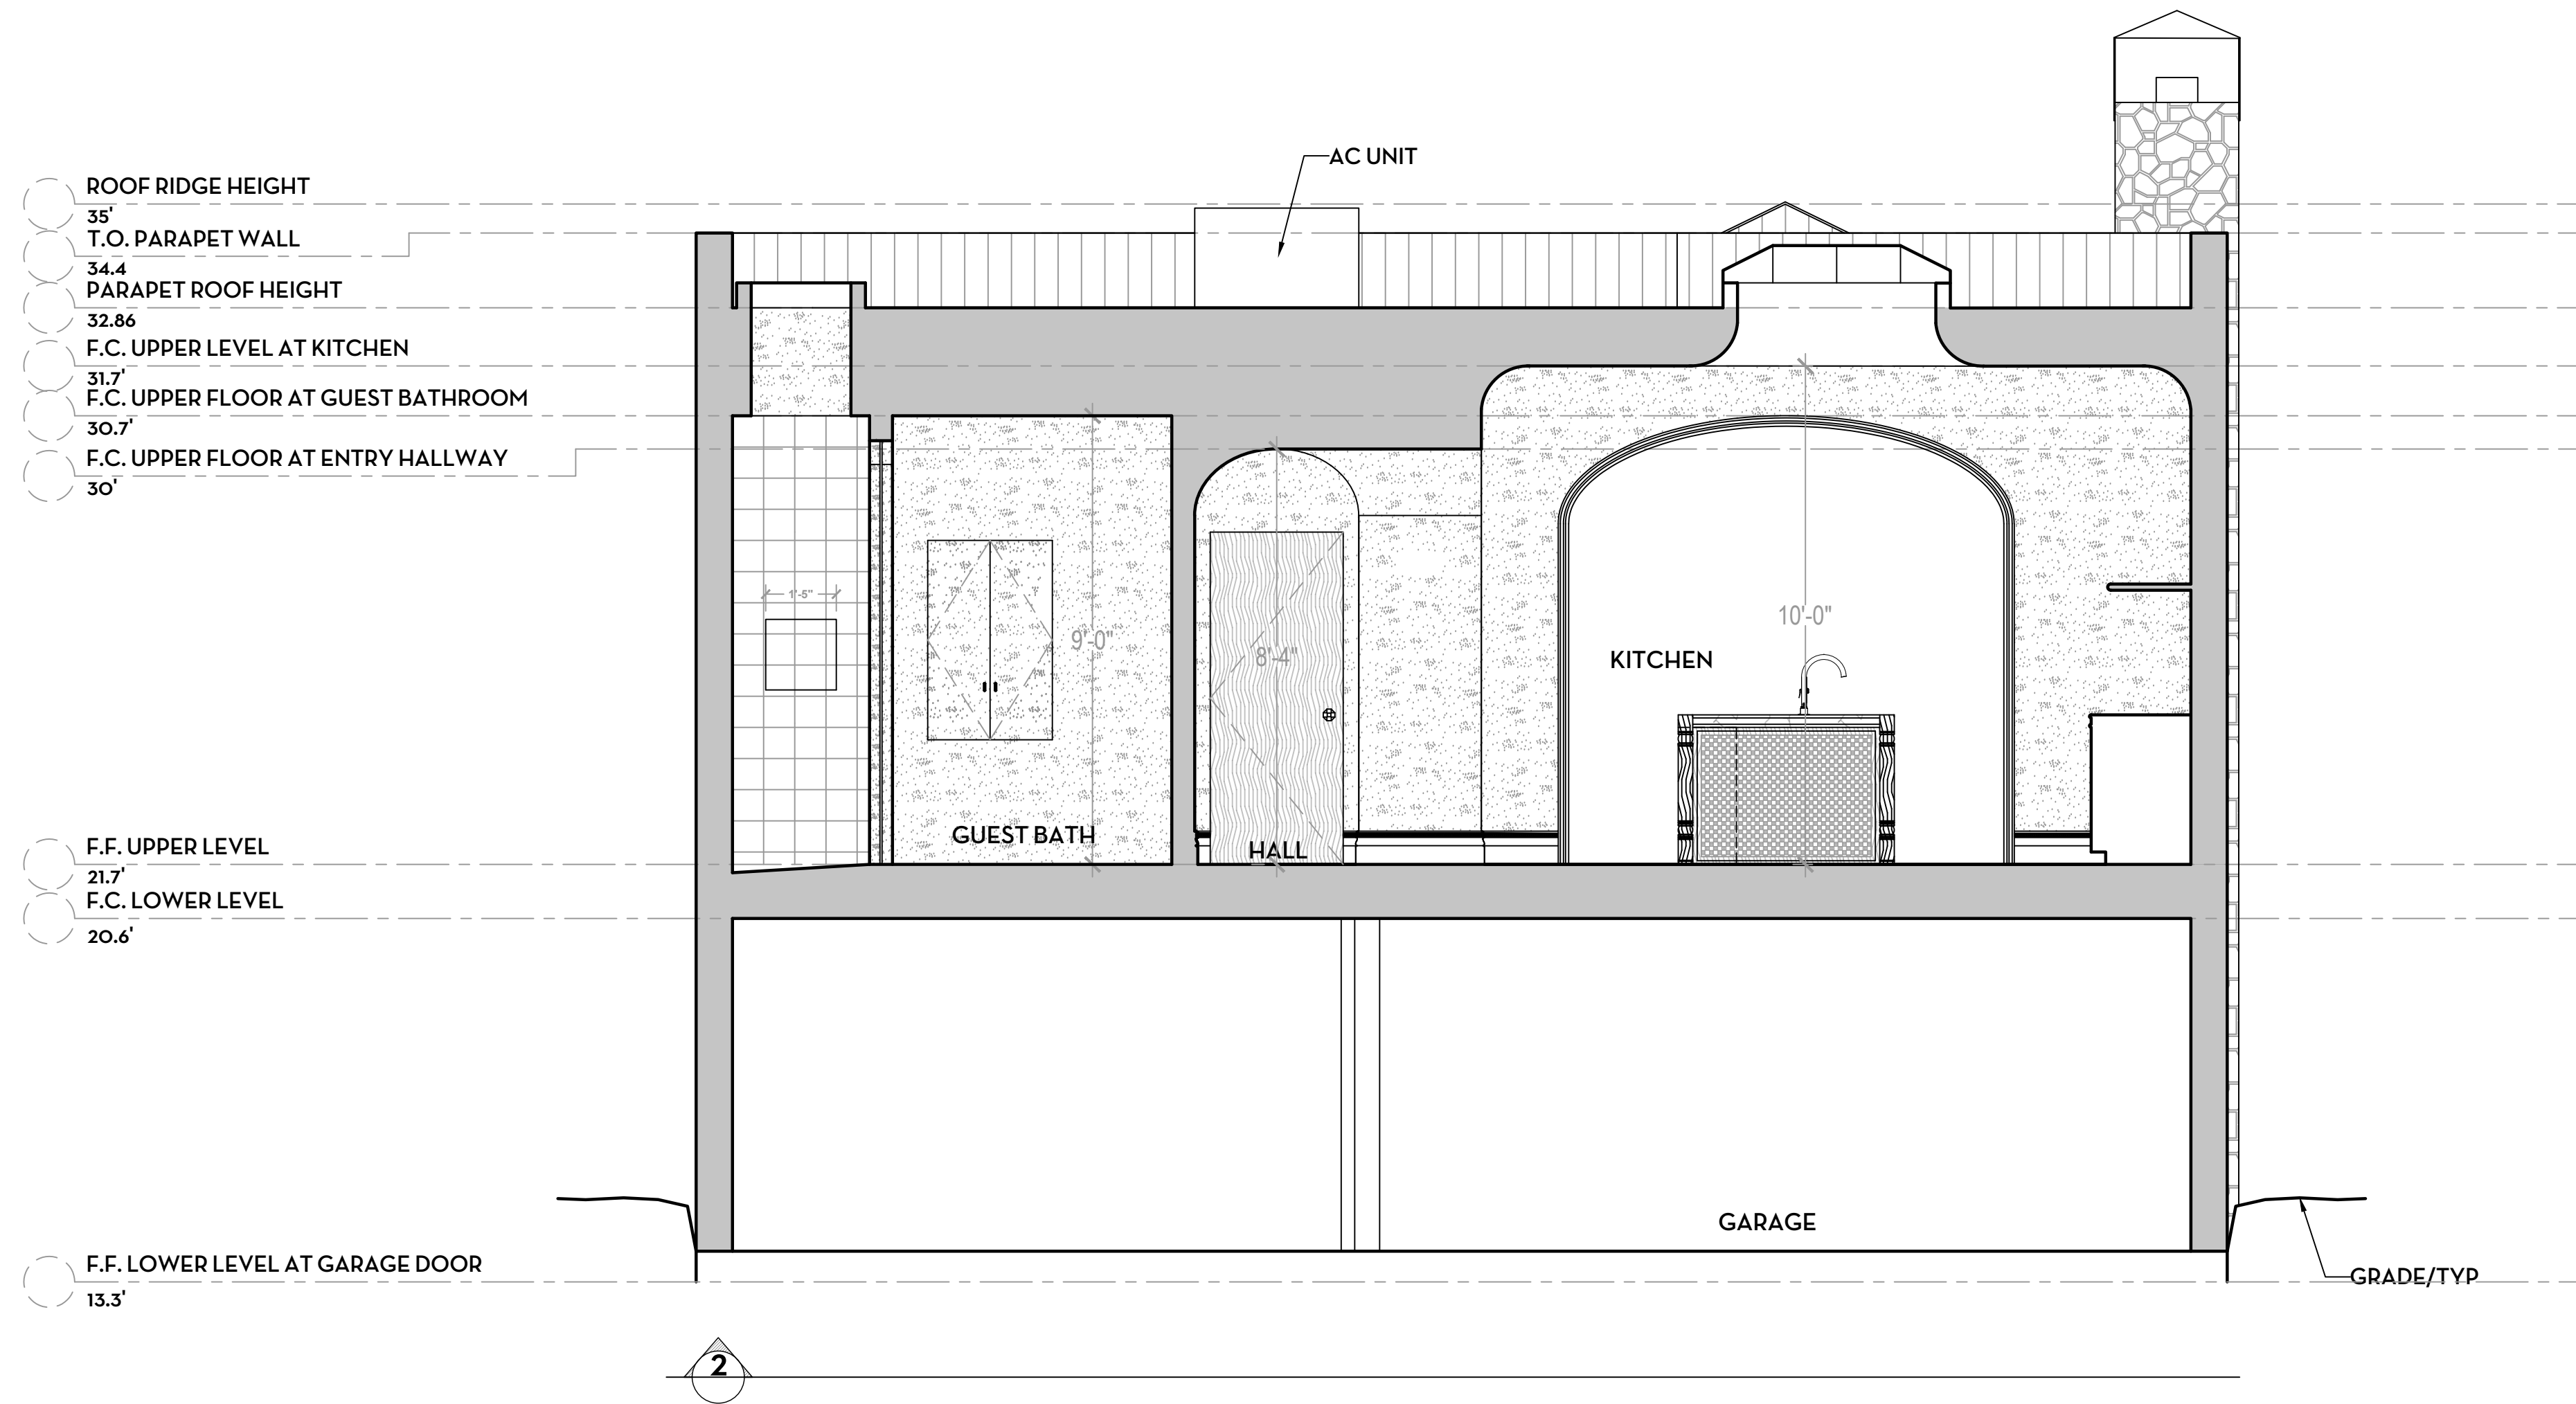 AC UNIT
ROOF RIDGE HEIGHT
35'
T.O. PARAPET WALL
34.4
PARAPET ROOF HEIGHT
32.86
F.C. UPPER LEVEL AT KITCHEN
31.7'
F.C. UPPER FLOOR AT GUEST BATHROOM
30.7'
F.C. UPPER FLOOR AT ENTRY HALLWAY
30'
1'-5"
9'-0"
8'-4"
10'-0"
KITCHEN
GUEST BATH
HALL
F.F. UPPER LEVEL
21.7'
F.C. LOWER LEVEL
20.6'
GARAGE
F.F. LOWER LEVEL AT GARAGE DOOR
13.3'
GRADE/TYP
2